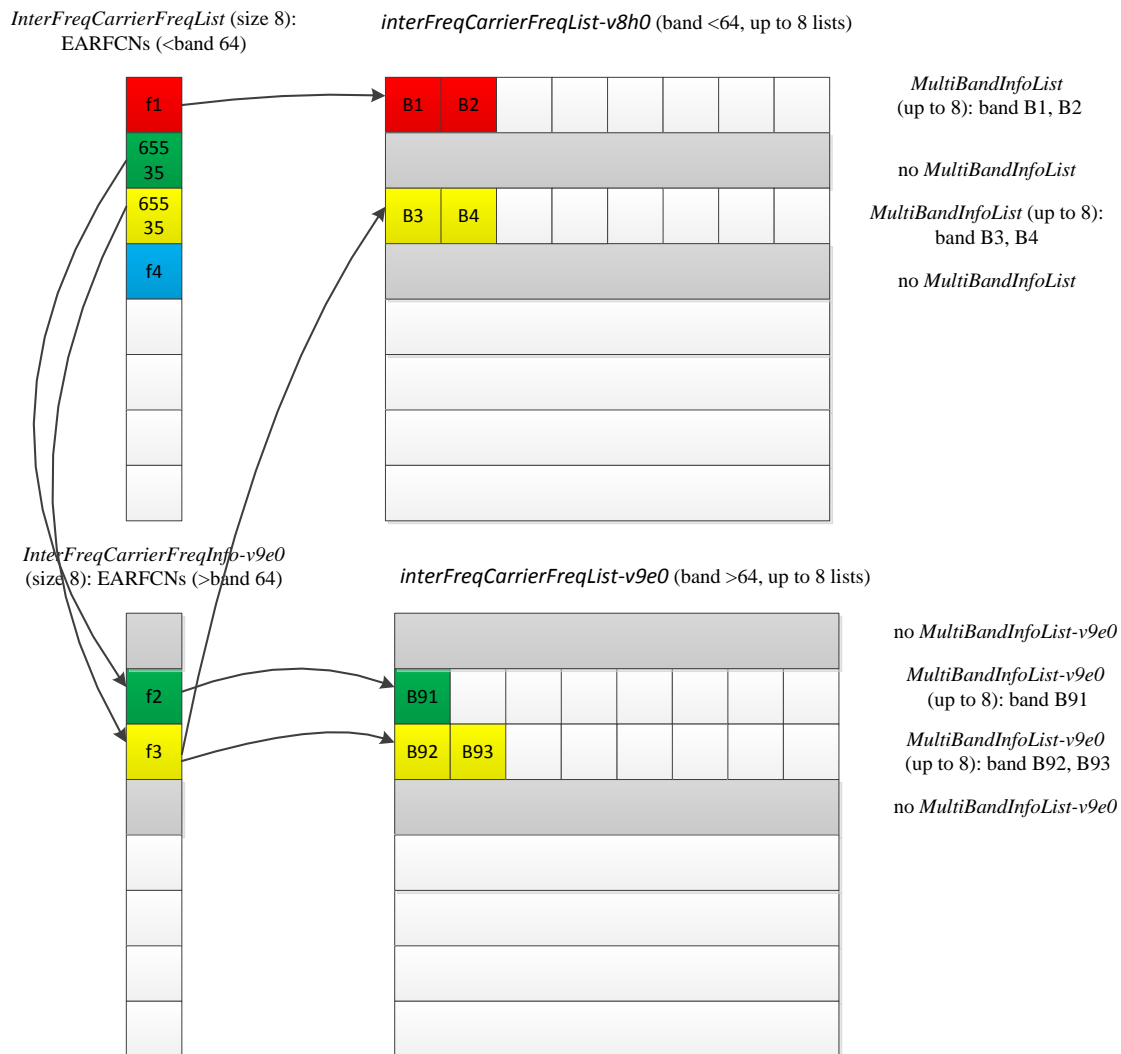 InterFreqCarrierFreqList (size 8):
EARFCNs (<band 64)
interFreqCarrierFreqList-v8h0 (band <64, up to 8 lists)
f1
B1 B2
MultiBandInfoList
(up to 8): band B1, B2
655
35
no MultiBandInfoList
655
35
B3 B4
MultiBandInfoList (up to 8):
band B3, B4
f4
no MultiBandInfoList
InterFreqCarrierFreqInfo-v9e0
(size 8): EARFCNs (>band 64)
interFreqCarrierFreqList-v9e0 (band >64, up to 8 lists)
no MultiBandInfoList-v9e0
f2
B91
MultiBandInfoList-v9e0
(up to 8): band B91
f3
B92 B93
MultiBandInfoList-v9e0
(up to 8): band B92, B93
no MultiBandInfoList-v9e0